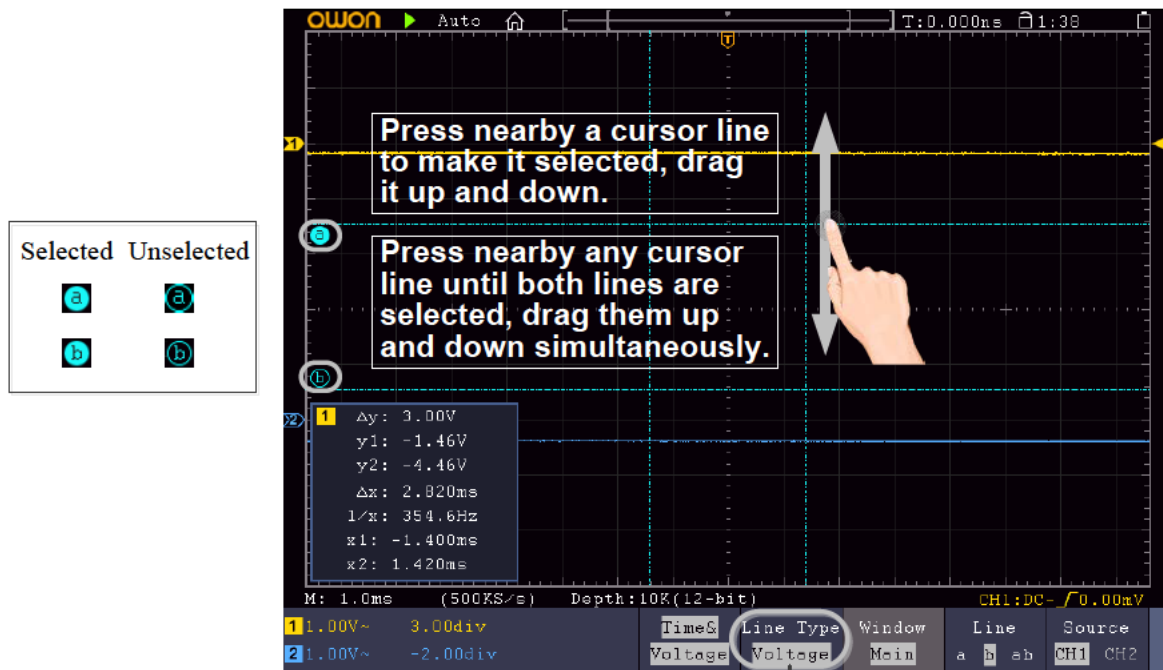 Selected Unselected
a a
b b
owon Auto T:0.000ns 1:38
T
1
Press nearby a cursor line
to make it selected, drag
it up and down.
a
Press nearby any cursor
line until both lines are
selected, drag them up
and down simultaneously.
b
2
1 Δy: 3.00V
y1: -1.46V
y2: -4.46V
Δx: 2.820ms
1/x: 354.6Hz
x1: -1.400ms
x2: 1.420ms
M: 1.0ms (500KS/s) Depth:10K(12-bit) CH1:DC- 0.00mV
1 1.00V~ 3.00div Time& Line Type Window Line Source
2 1.00V~ -2.00div Voltage Voltage Main a b ab CH1 CH2